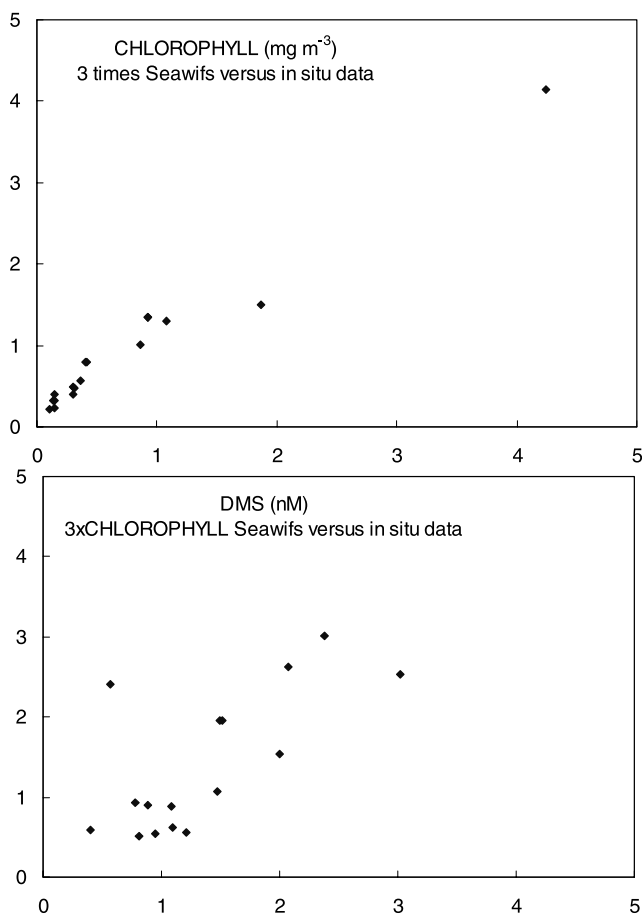 5
CHLOROPHYLL (mg m⁻³)
3 times Seawifs versus in situ data
4
3
2
1
0
0 1 2 3 4 5
5
DMS (nM)
3xCHLOROPHYLL Seawifs versus in situ data
4
3
2
1
0
0 1 2 3 4 5